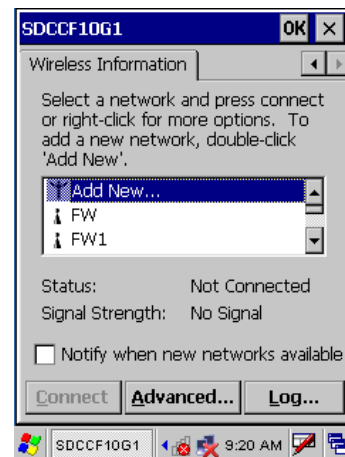 SDCCF10G1 OK ×
Wireless Information
Select a network and press connect
or right-click for more options. To
add a new network, double-click
'Add New'.
Add New...
FW
FW1
Status: Not Connected
Signal Strength: No Signal
Notify when new networks available
Connect Advanced... Log...
SDCCF10G1 9:20 AM